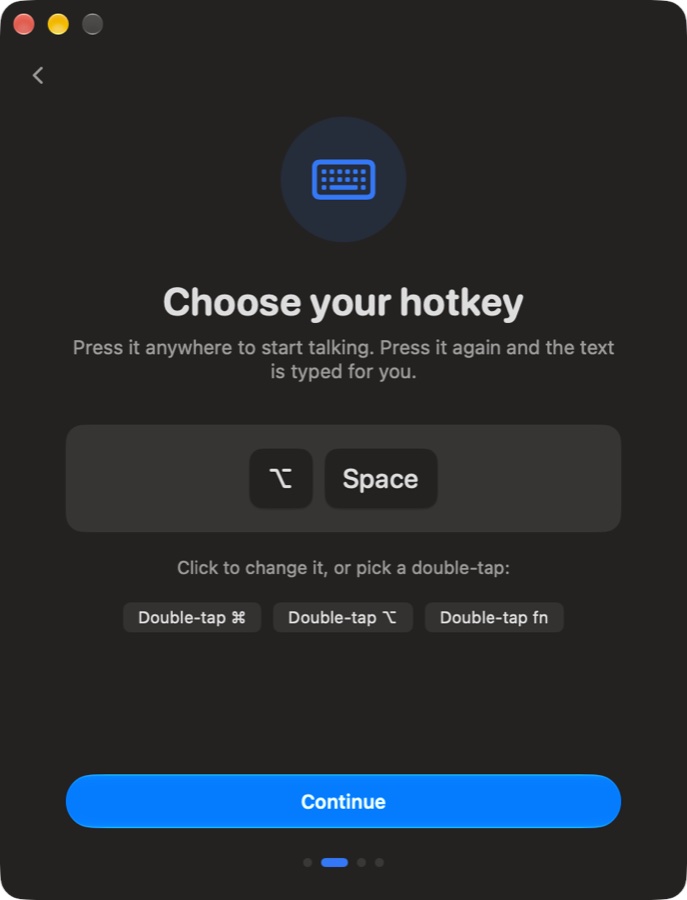 Choose your hotkey
Press it anywhere to start talking. Press it again and the text
is typed for you.
⌥ Space
Click to change it, or pick a double-tap:
Double-tap ⌘ Double-tap ⌥ Double-tap fn
Continue